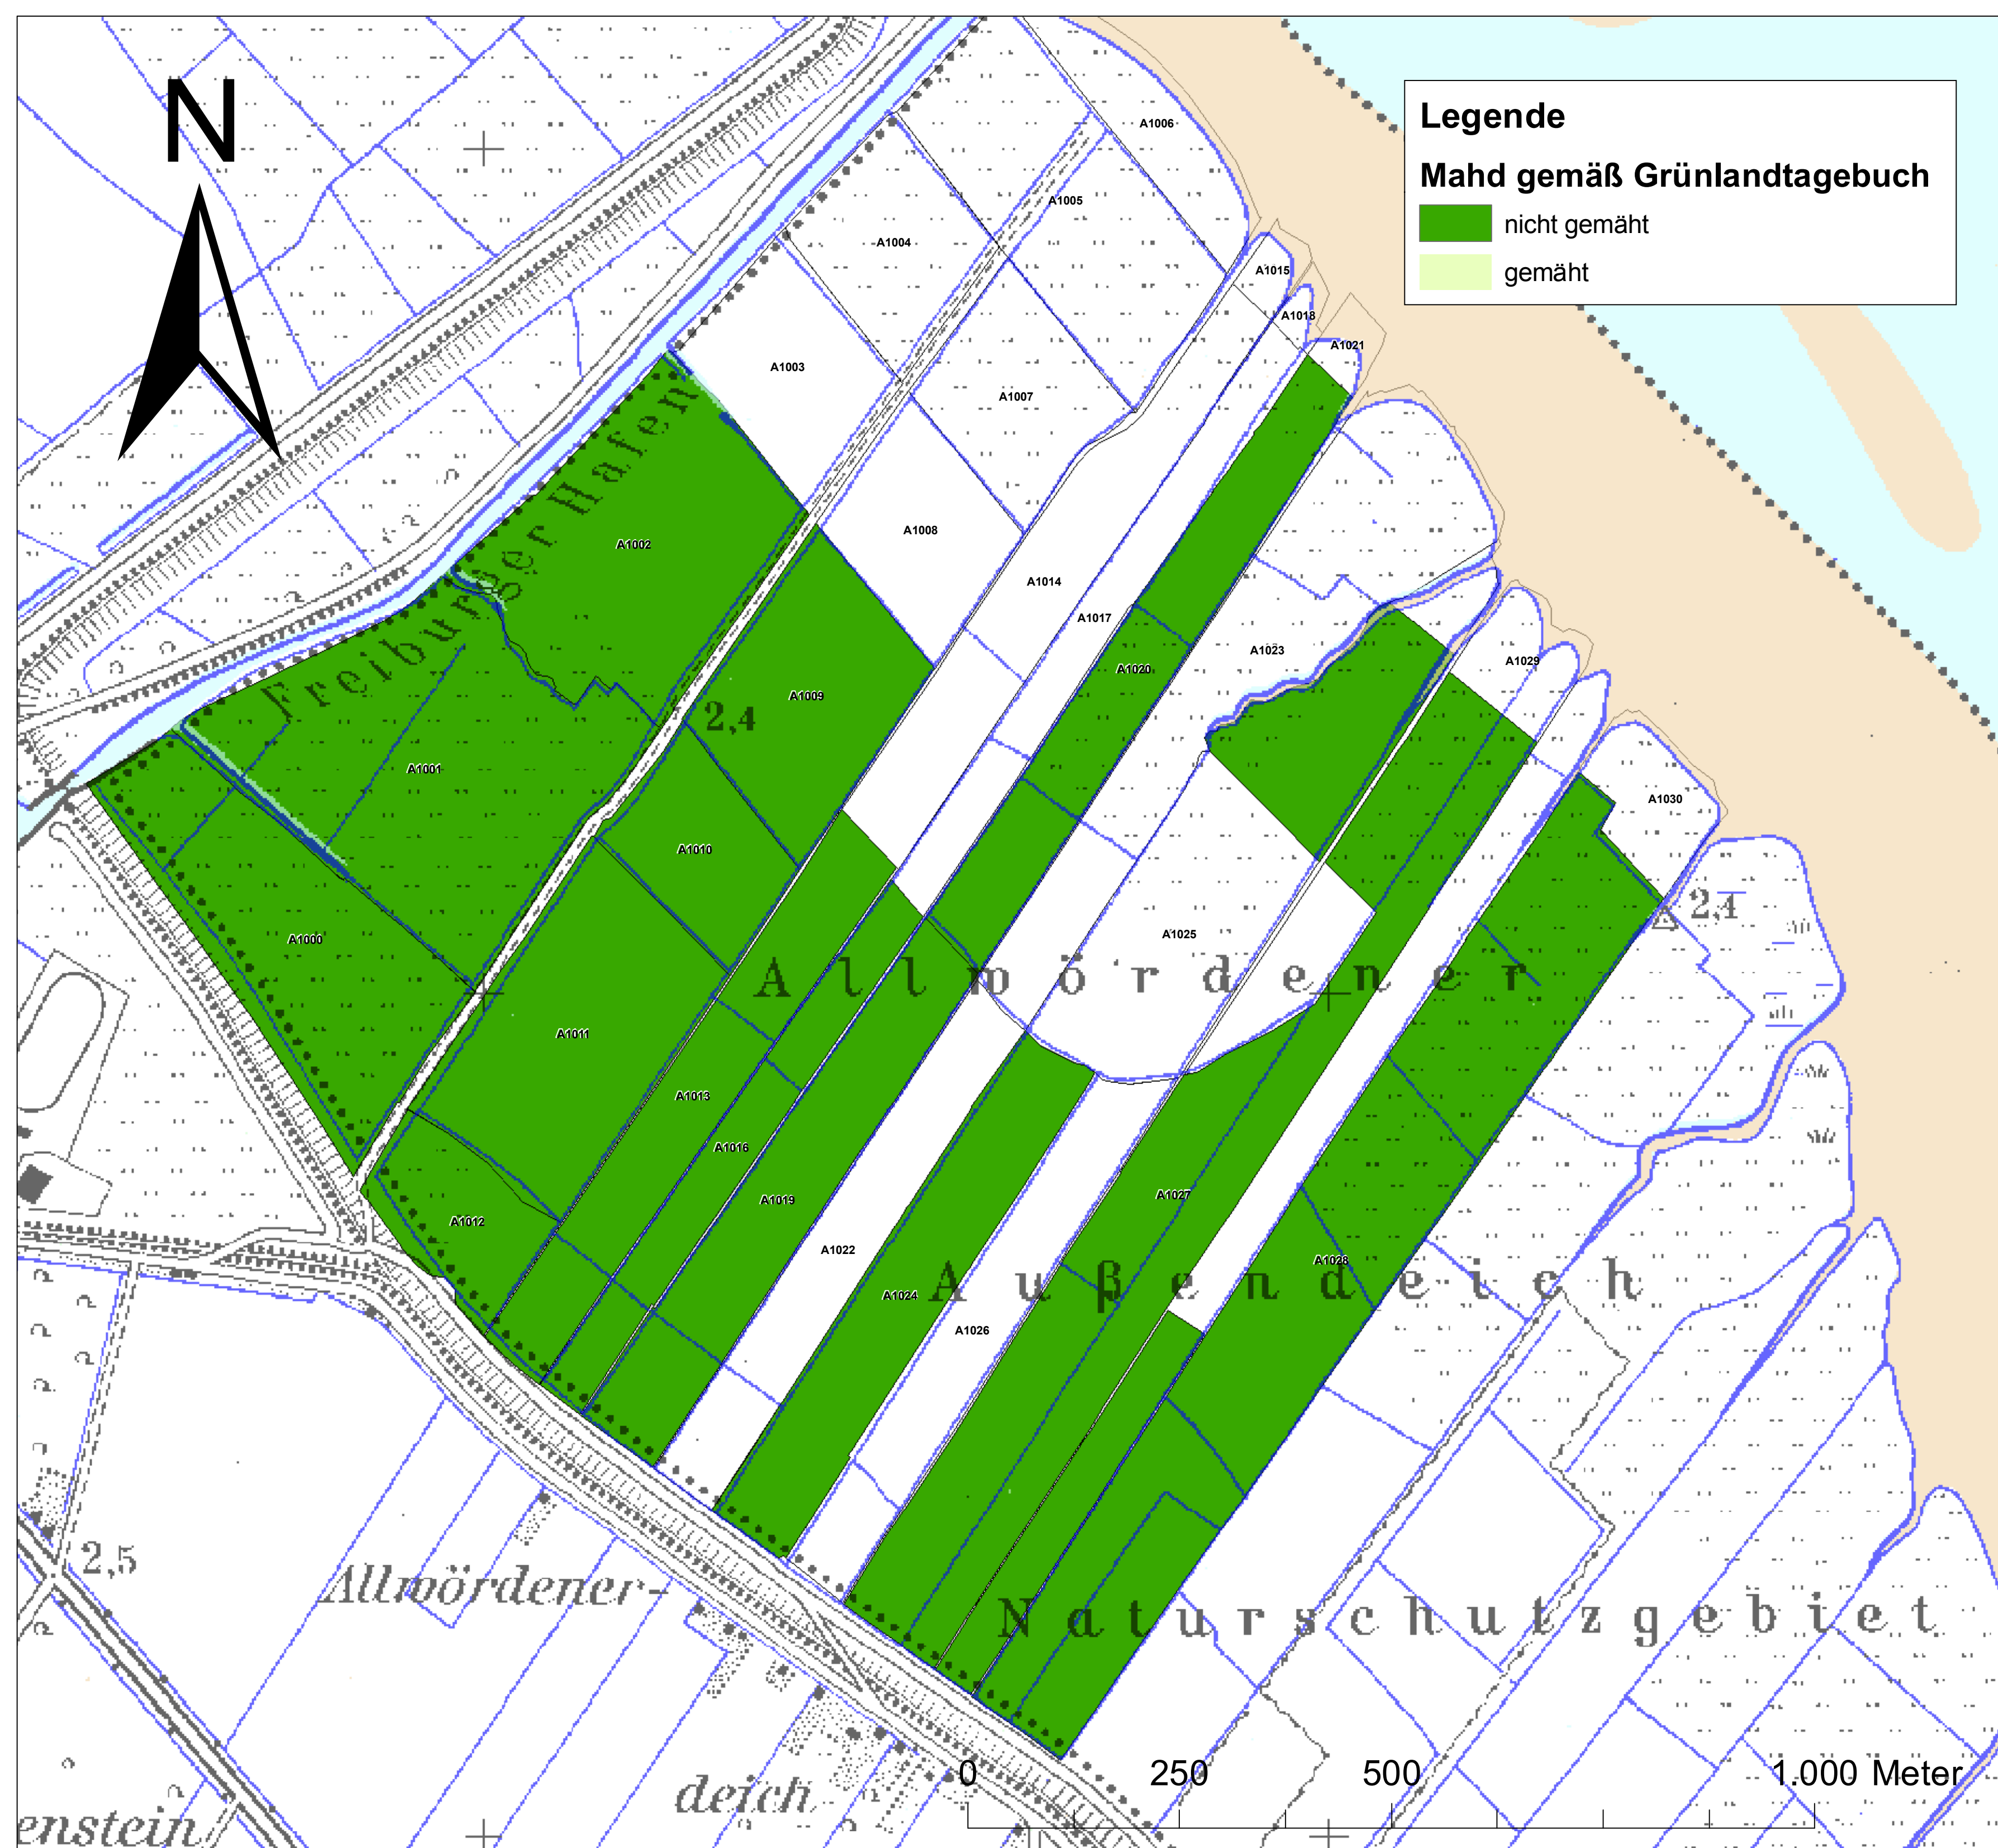 N
Legende
Mahd gemäß Grünlandtagebuch
nicht gemäht
gemäht
A1006
A1005
A1004
A1015
A1018
A1021
A1003
A1007
Freiburger Hafen
A1002
A1008
A1014
A1017
A1023
A1029
A1020
A1009
2,4
A1001
A1030
A1010
2,4
A1025
A1000
Allwördener
A1011
A1013
A1016
A1027
A1019
A1012
A1022
A1028
Außendeich
A1024
A1026
2,5
Allwördener-
Naturschutzgebiet
deich
0 250 500 1.000 Meter
enstein